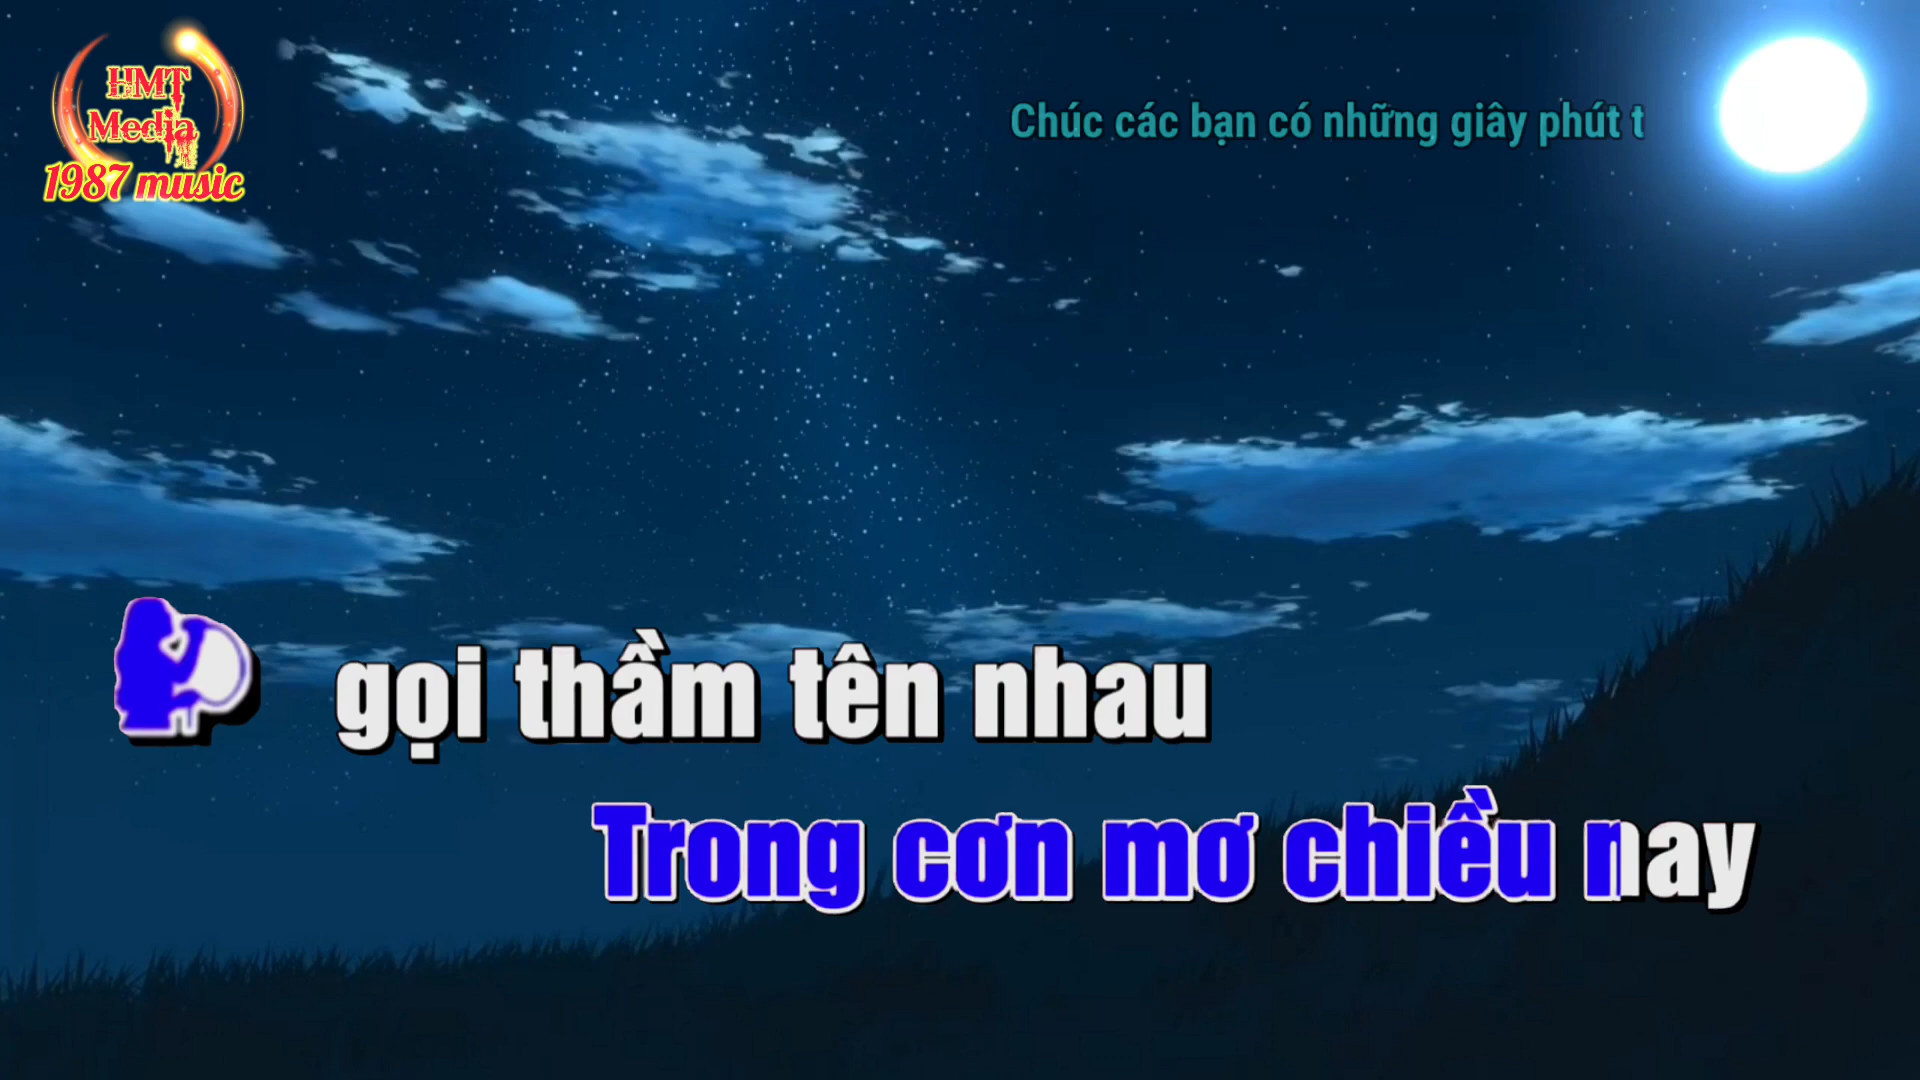 HMT
Media
1987 music
Chúc các bạn có những giây phút t
gọi thầm tên nhau
Trong cơn mơ chiều nay